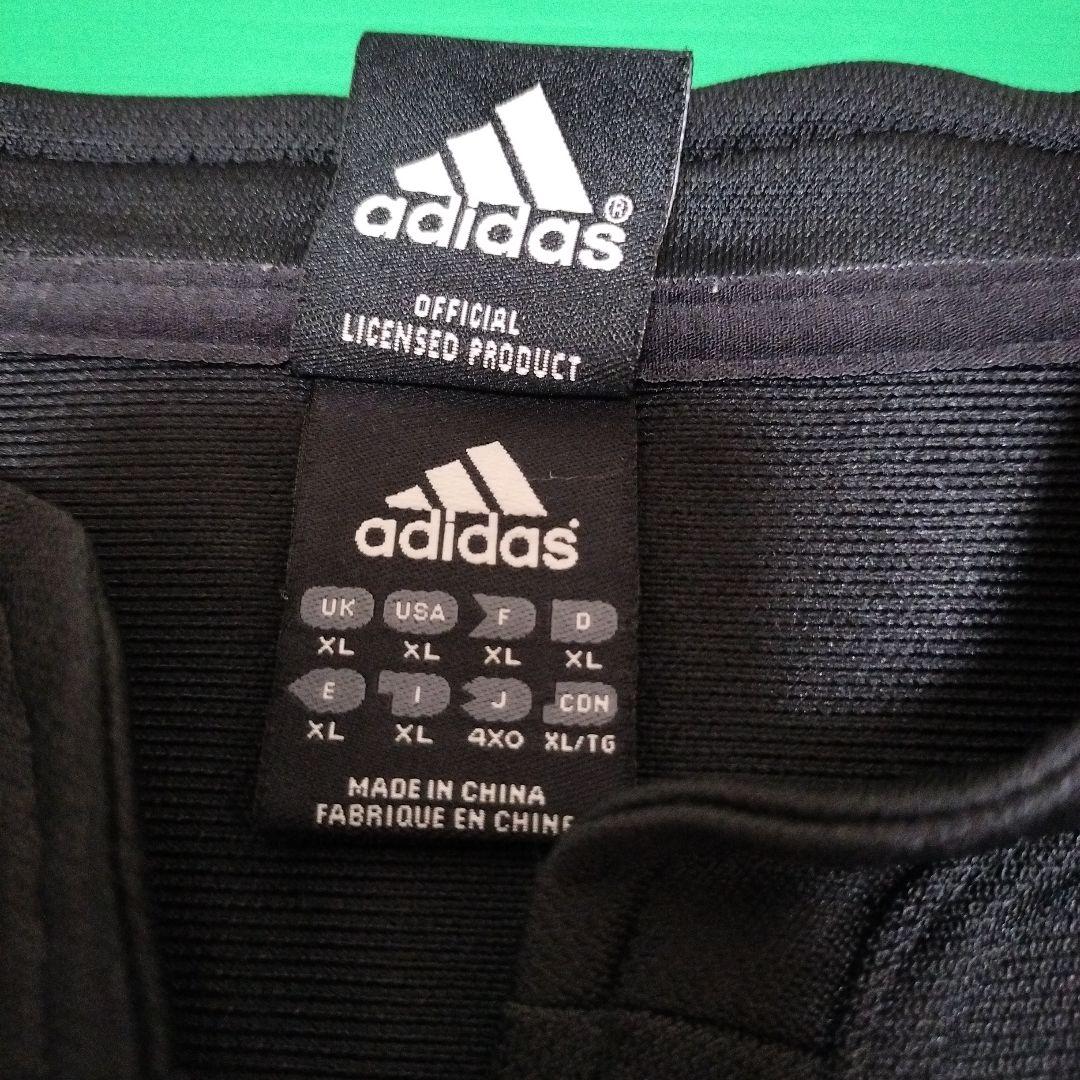 adidas®
OFFICIAL
LICENSED PRODUCT
adidas
UK USA F D
XL XL XL XL
E I J CDN
XL XL 4XO XL/TG
MADE IN CHINA
FABRIQUE EN CHINE